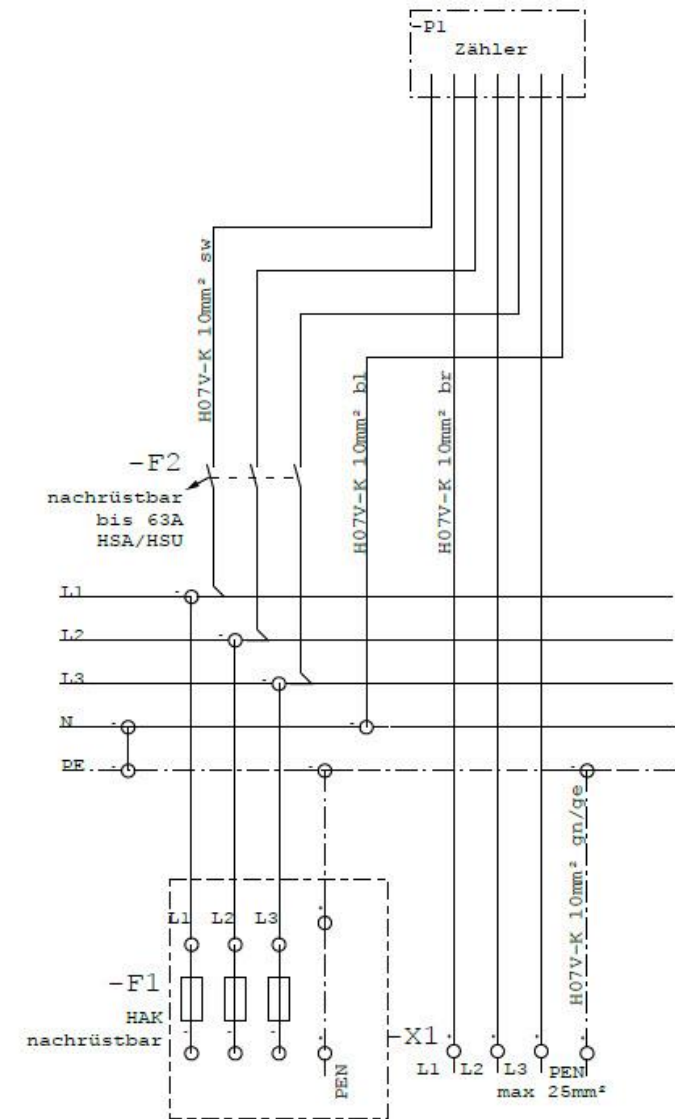 -P1
Zähler
H07V-K 10mm² sw
H07V-K 10mm² bl
H07V-K 10mm² br
-F2
nachrüstbar
bis 63A
HSA/HSU
L1
L2
L3
N
PE
H07V-K 10mm² gn/ge
L1 L2 L3
-F1
HAK
nachrüstbar
PEN
-X1
L1 L2 L3 PEN
max 25mm²